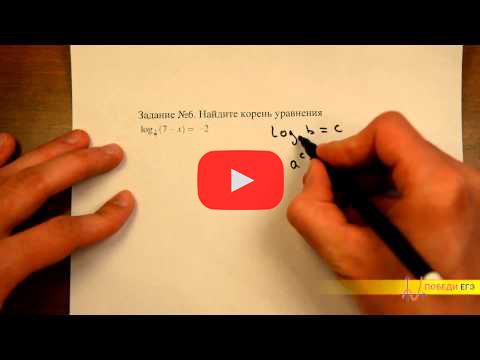 Задание №6. Найдите корень уравнения
(7 − x) = −2
log b = c
a^c
ПОБЕДИ ЕГЭ